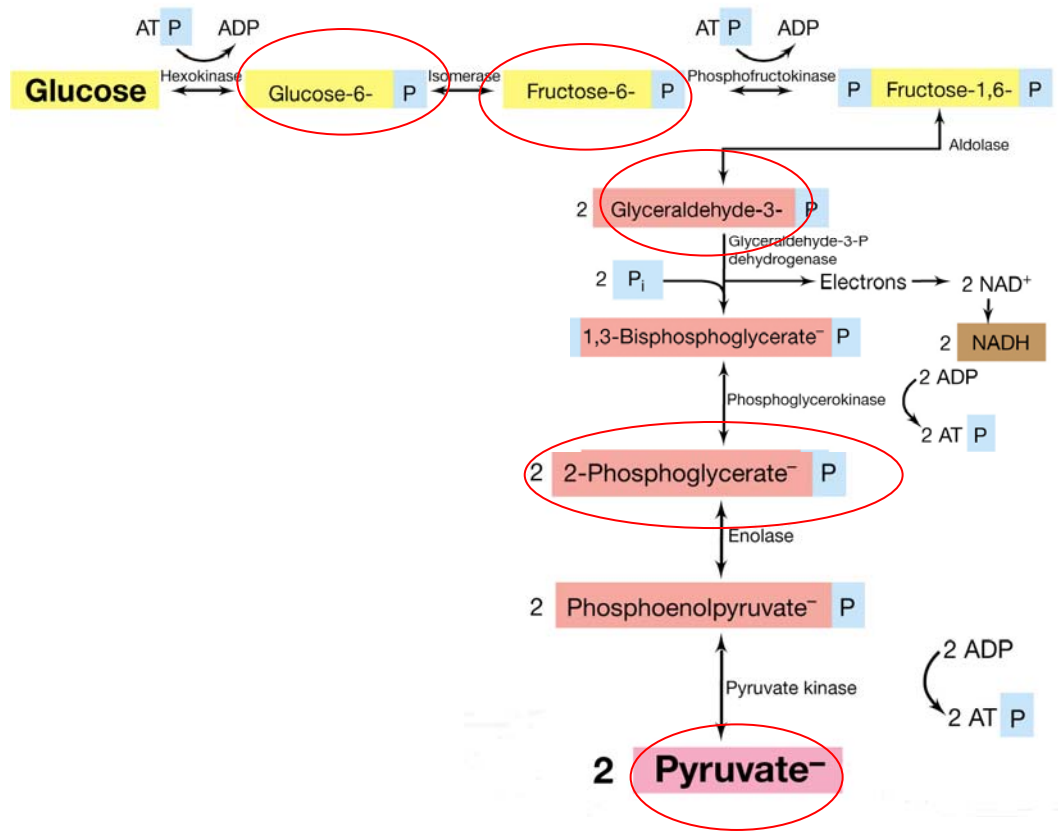 AT P ADP AT P ADP
Glucose Hexokinase Glucose-6- P Isomerase Fructose-6- P Phosphofructokinase P Fructose-1,6- P
Aldolase
2 Glyceraldehyde-3- P
Glyceraldehyde-3-P
dehydrogenase
2 Pi Electrons 2 NAD⁺
1,3-Bisphosphoglycerate⁻ P 2 NADH
2 ADP
Phosphoglycerokinase
2 AT P
2 2-Phosphoglycerate⁻ P
Enolase
2 Phosphoenolpyruvate⁻ P
2 ADP
Pyruvate kinase
2 AT P
2 Pyruvate⁻